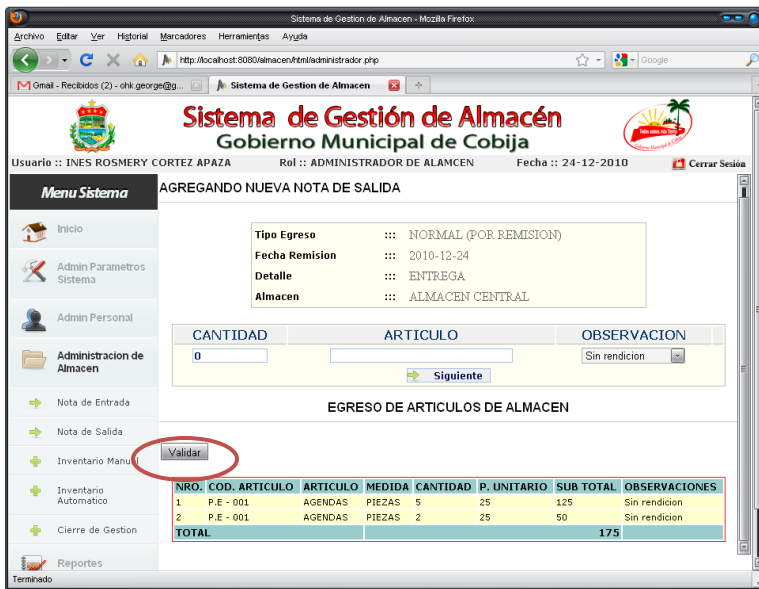 Sistema de Gestion de Almacen - Mozilla Firefox
Archivo Editar Ver Historial Marcadores Herramientas Ayuda
http://localhost:8080/almacen/html/administrador.php
Google
Gmail - Recibidos (2) - ohk.george@g...
Sistema de Gestion de Almacen
Sistema de Gestión de Almacén
Gobierno Municipal de Cobija
Usuario :: INES ROSMERY CORTEZ APAZA Rol :: ADMINISTRADOR DE ALAMCEN Fecha :: 24-12-2010 Cerrar Sesión
Menu Sistema
Inicio
Admin Parametros
Sistema
Admin Personal
Administracion de
Almacen
Nota de Entrada
Nota de Salida
Inventario Manual
Inventario
Automatico
Cierre de Gestion
Reportes
AGREGANDO NUEVA NOTA DE SALIDA
Tipo Egreso ::: NORMAL (POR REMISION)
Fecha Remision ::: 2010-12-24
Detalle ::: ENTREGA
Almacen ::: ALMACEN CENTRAL
CANTIDAD ARTICULO OBSERVACION
0 Sin rendicion
Siguiente
EGRESO DE ARTICULOS DE ALMACEN
Validar
NRO. COD. ARTICULO ARTICULO MEDIDA CANTIDAD P. UNITARIO SUB TOTAL OBSERVACIONES
1 P.E - 001 AGENDAS PIEZAS 5 25 125 Sin rendicion
2 P.E - 001 AGENDAS PIEZAS 2 25 50 Sin rendicion
TOTAL 175
Terminado